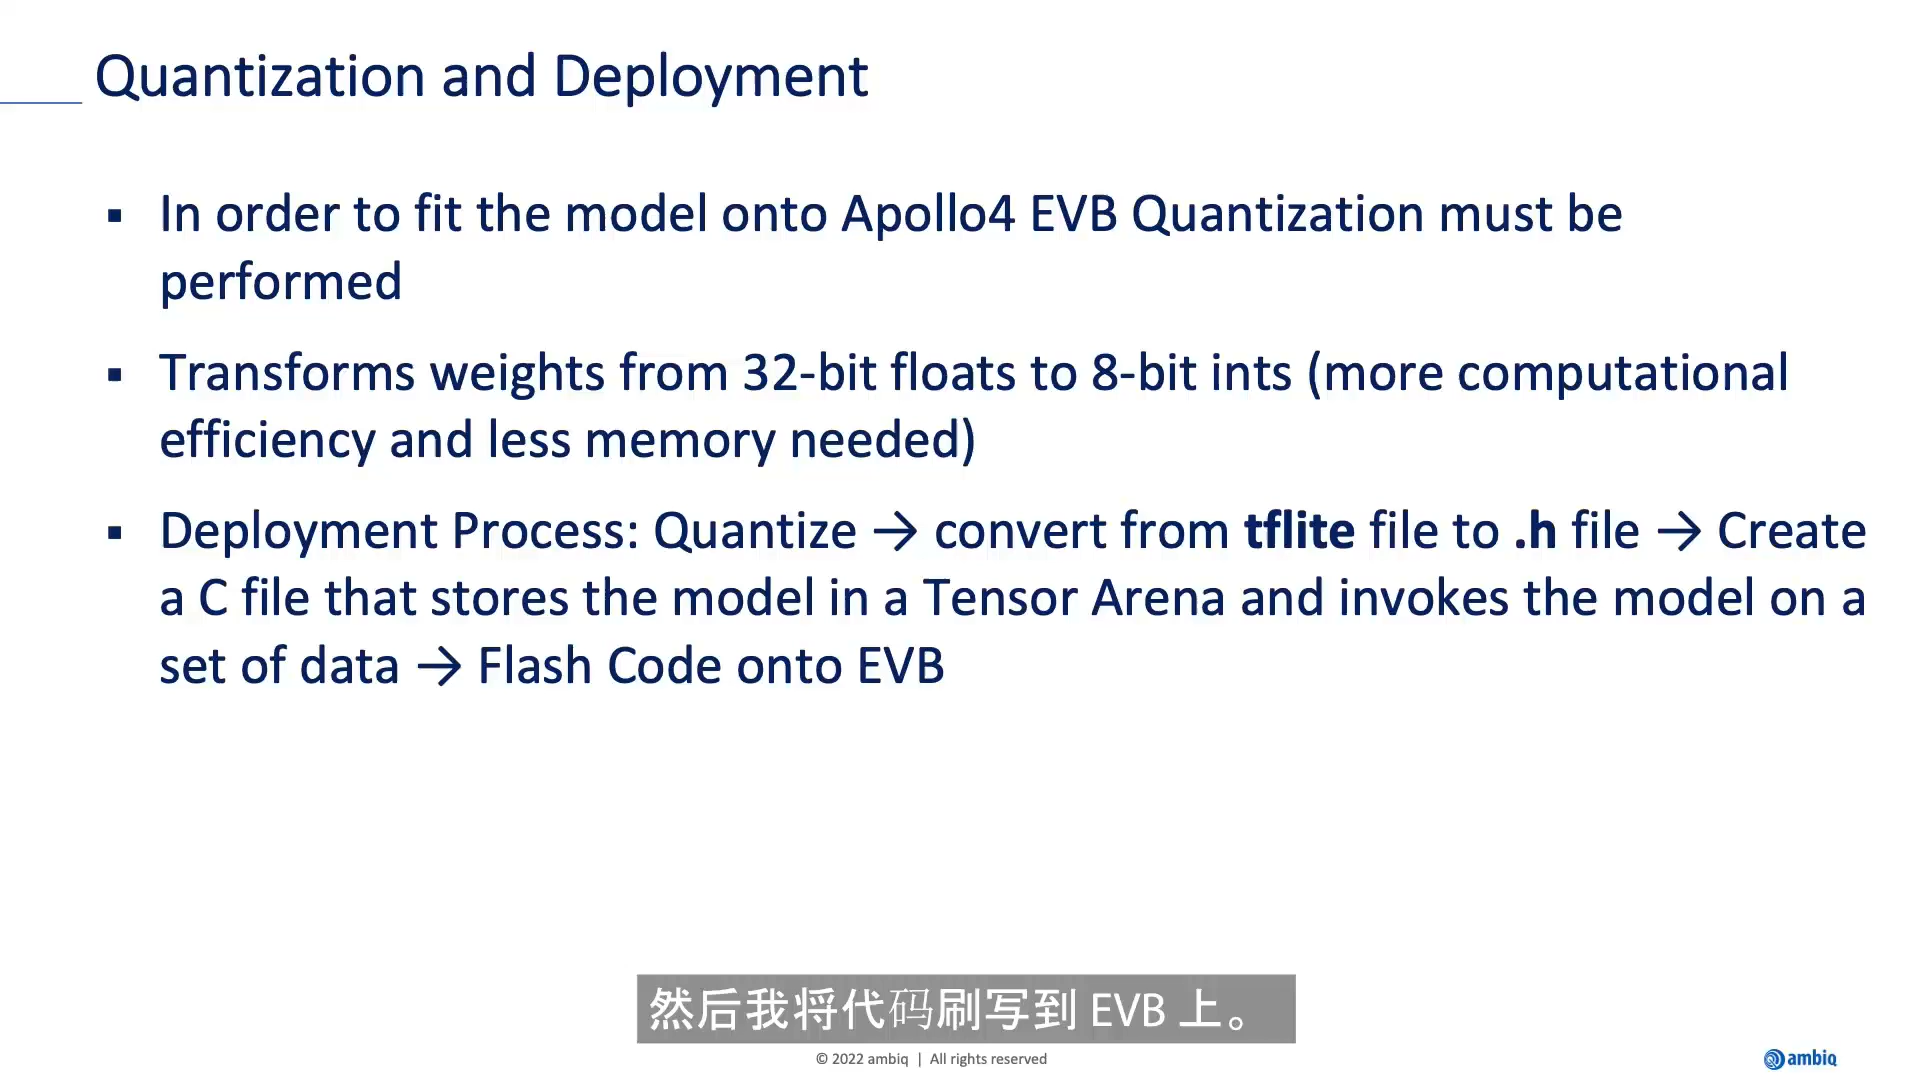 Quantization and Deployment
▪ In order to fit the model onto Apollo4 EVB Quantization must be
performed
▪ Transforms weights from 32-bit floats to 8-bit ints (more computational
efficiency and less memory needed)
▪ Deployment Process: Quantize → convert from tflite file to .h file → Create
a C file that stores the model in a Tensor Arena and invokes the model on a
set of data → Flash Code onto EVB
然后我将代码刷写到 EVB 上。
© 2022 ambiq | All rights reserved
ambiq